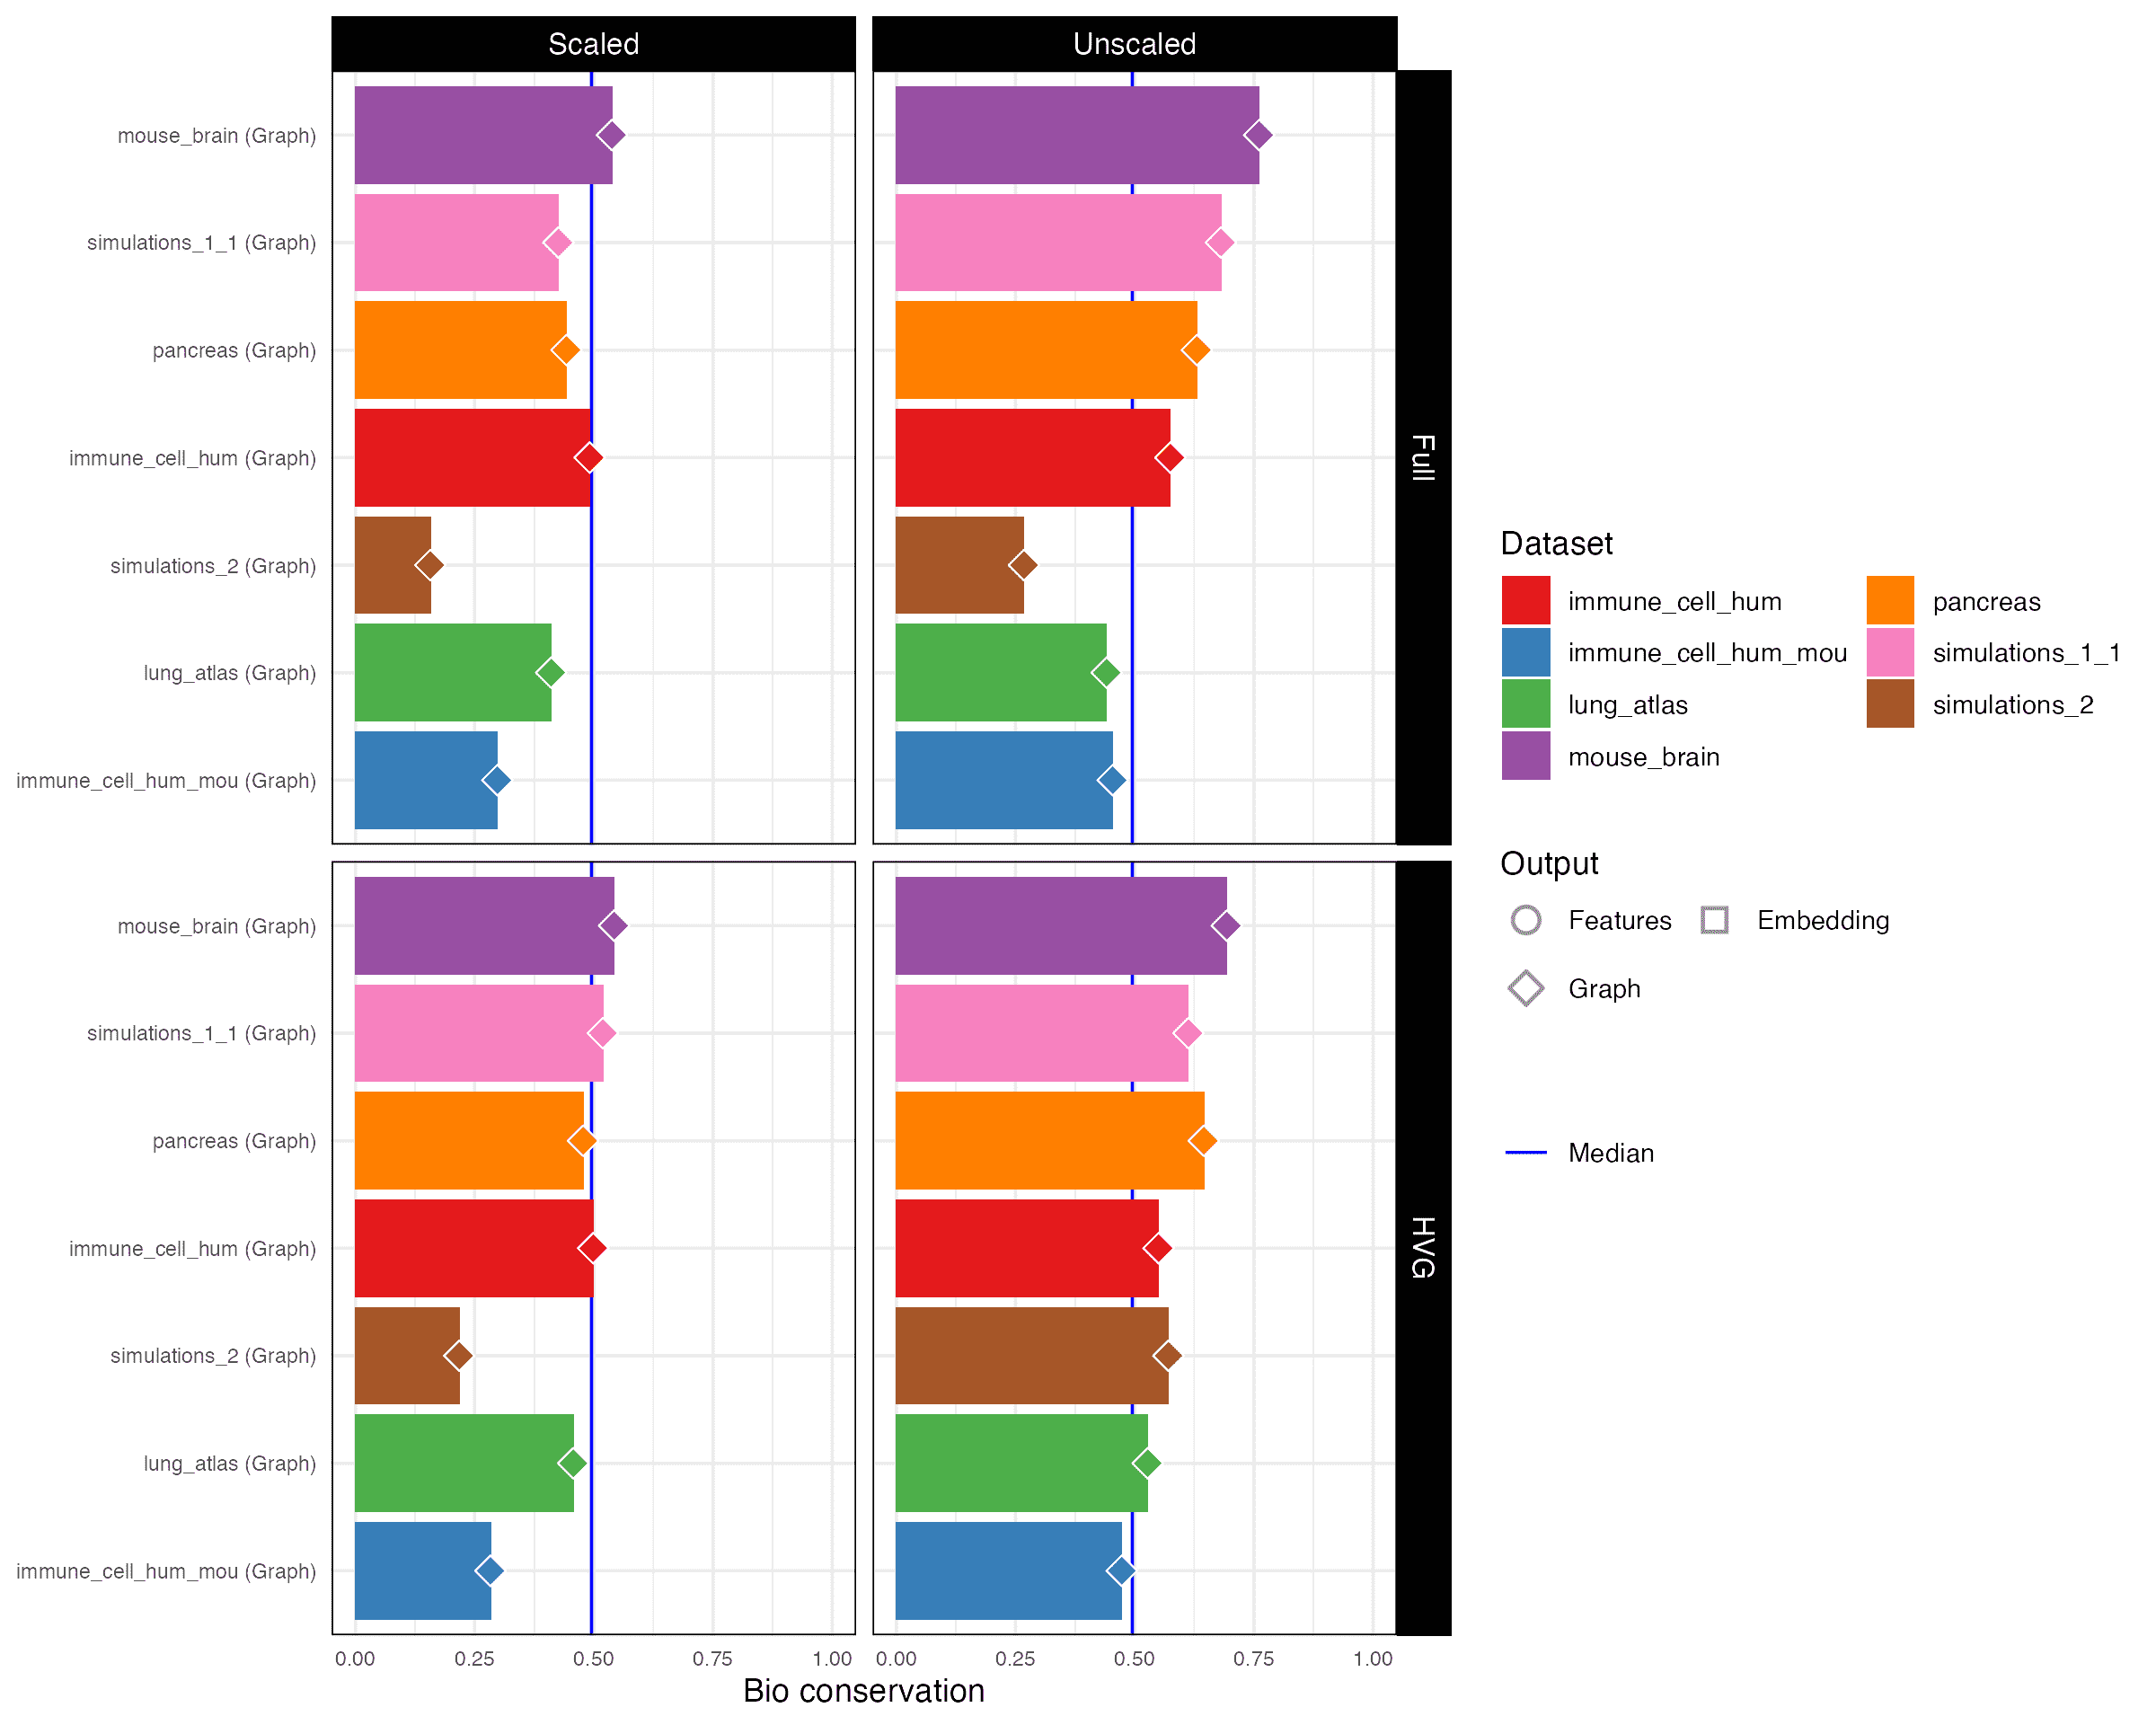 Scaled
Unscaled
mouse_brain (Graph)
simulations_1_1 (Graph)
pancreas (Graph)
immune_cell_hum (Graph)
simulations_2 (Graph)
lung_atlas (Graph)
immune_cell_hum_mou (Graph)
Full
mouse_brain (Graph)
simulations_1_1 (Graph)
pancreas (Graph)
immune_cell_hum (Graph)
simulations_2 (Graph)
lung_atlas (Graph)
immune_cell_hum_mou (Graph)
HVG
0.00 0.25 0.50 0.75 1.00
0.00 0.25 0.50 0.75 1.00
Bio conservation
Dataset
immune_cell_hum
immune_cell_hum_mou
lung_atlas
mouse_brain
pancreas
simulations_1_1
simulations_2
Output
Features
Embedding
Graph
Median